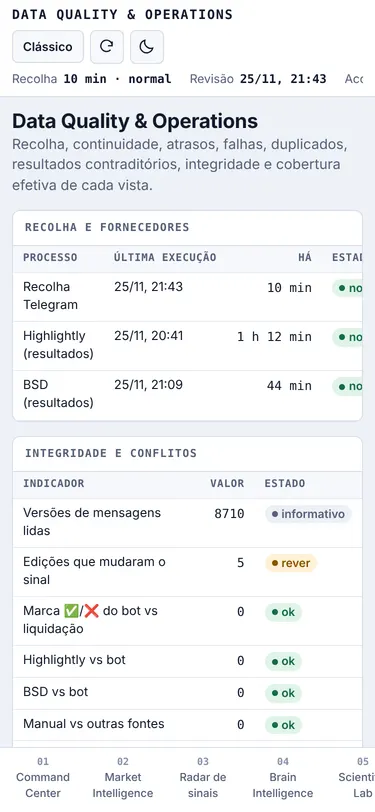 DATA QUALITY & OPERATIONS
Clássico
Recolha 10 min · normal Revisão 25/11, 21:43
Data Quality & Operations
Recolha, continuidade, atrasos, falhas, duplicados,
resultados contraditórios, integridade e cobertura
efetiva de cada vista.
RECOLHA E FORNECEDORES
PROCESSO ÚLTIMA EXECUÇÃO HÁ
Recolha Telegram 25/11, 21:43 10 min
Highlightly (resultados) 25/11, 20:41 1 h 12 min
BSD (resultados) 25/11, 21:09 44 min
INTEGRIDADE E CONFLITOS
INDICADOR VALOR ESTADO
Versões de mensagens lidas 8710 informativo
Edições que mudaram o sinal 5 rever
Marca ✅/❌ do bot vs liquidação 0 ok
Highlightly vs bot 0 ok
BSD vs bot 0 ok
Manual vs outras fontes 0 ok
01 02 03 04 05
Command Center
Market Intelligence
Radar de sinais
Brain Intelligence
Lab